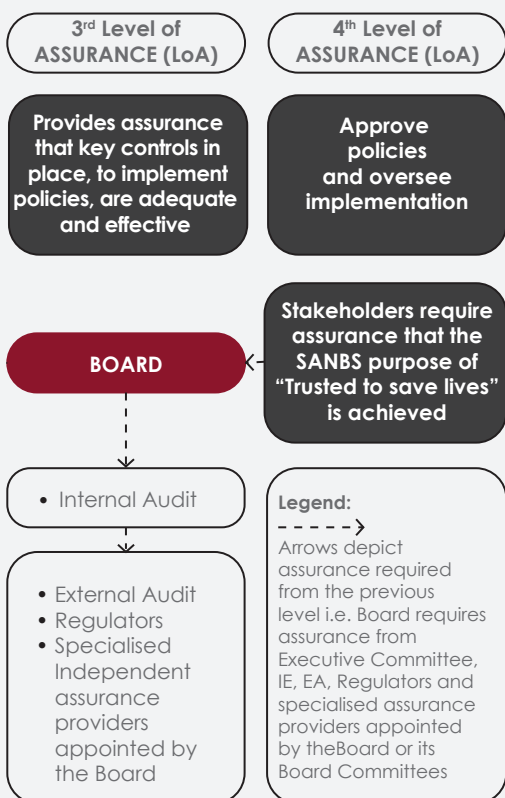 3rd Level of
ASSURANCE (LoA)
4th Level of
ASSURANCE (LoA)
Provides assurance
that key controls in
place, to implement
policies, are adequate
and effective
Approve
policies
and oversee
implementation
Stakeholders require
assurance that the
SANBS purpose of
“Trusted to save lives”
is achieved
BOARD
• Internal Audit
• External Audit
• Regulators
• Specialised
Independent
assurance
providers
appointed by
the Board
Legend:
Arrows depict
assurance required
from the previous
level i.e. Board requires
assurance from
Executive Committee,
IE, EA, Regulators and
specialised assurance
providers appointed
by theBoard or its
Board Committees